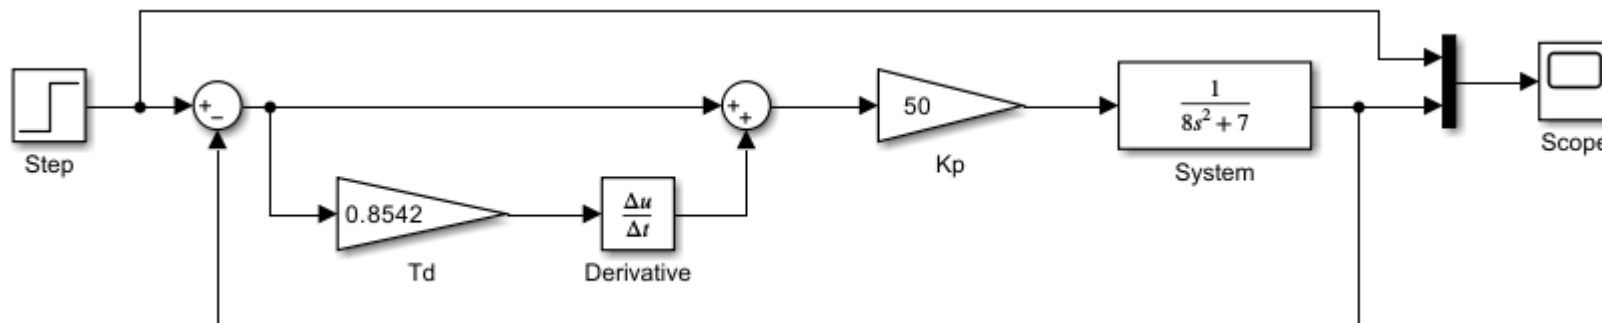 Step
+
−
0.8542
Td
Δu
Δt
Derivative
+
+
50
Kp
1
8s² + 7
System
Scope